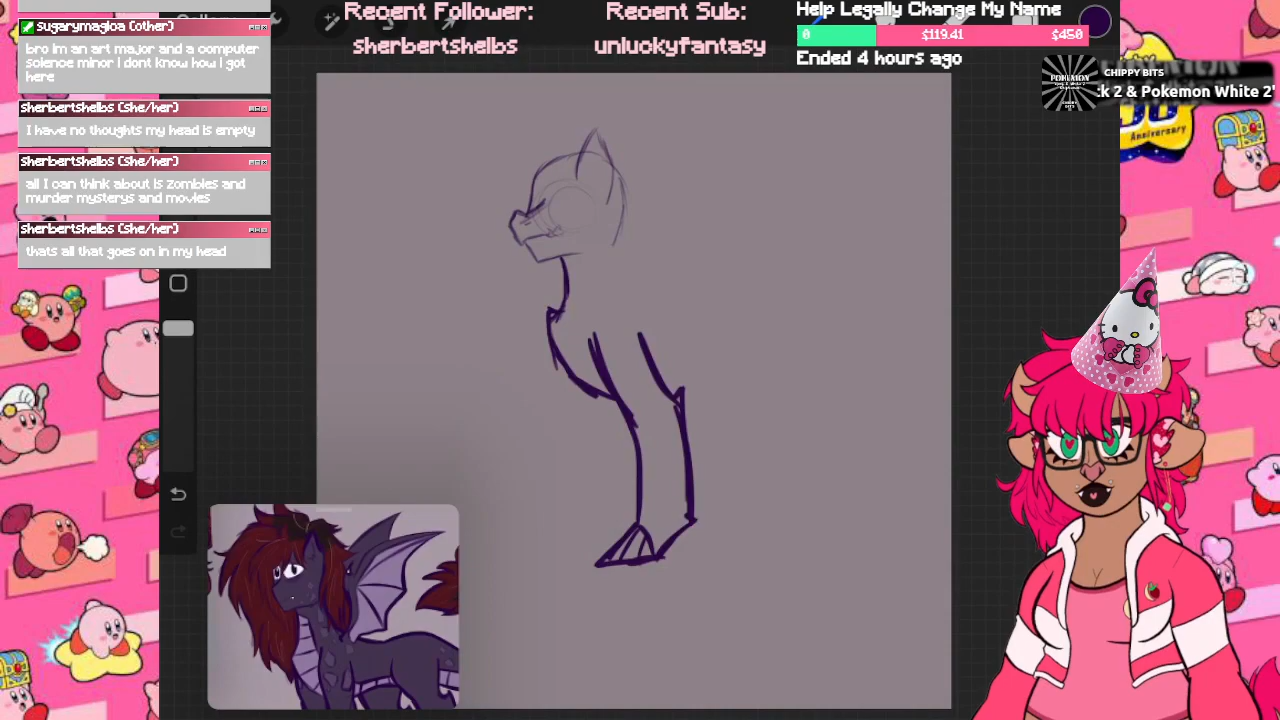 sugarymagloa (other)
bro im an art major and a computer
science minor i dont know how i got
here
sherbertshelbs (she/her)
I have no thoughts my head is empty
sherbertshelbs (she/her)
all I can think about is zombies and
murder mysterys and movies
sherbertshelbs (she/her)
thats all that goes on in my head
Recent Follower:
sherbertshelbs
Recent Sub:
unluckyfantasy
Help Legally Change My Name
0
$119.41
$450
Ended 4 hours ago
CHIPPY BITS
k 2 & Pokemon White 2"
POKEMON
Anniversary